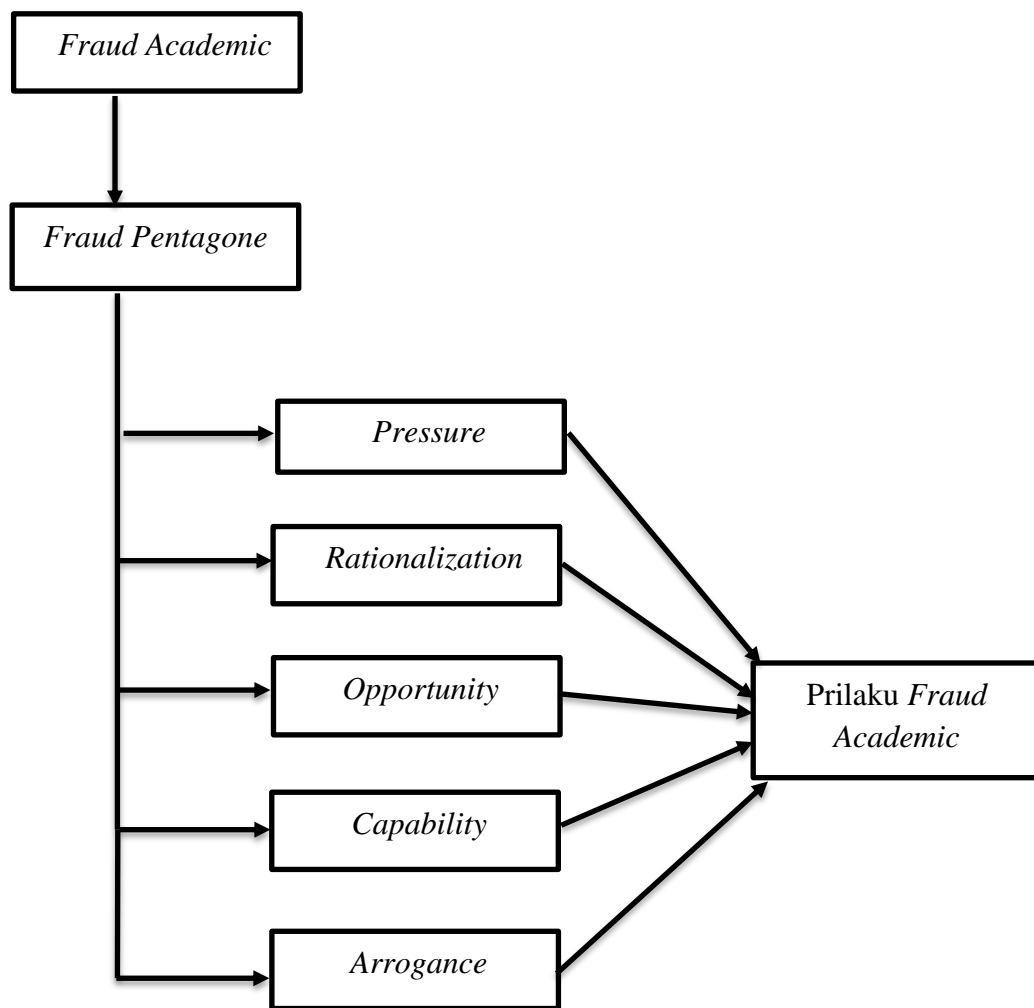 Fraud Academic
Fraud Pentagone
Pressure
Rationalization
Opportunity
Capability
Arrogance
Prilaku Fraud
Academic